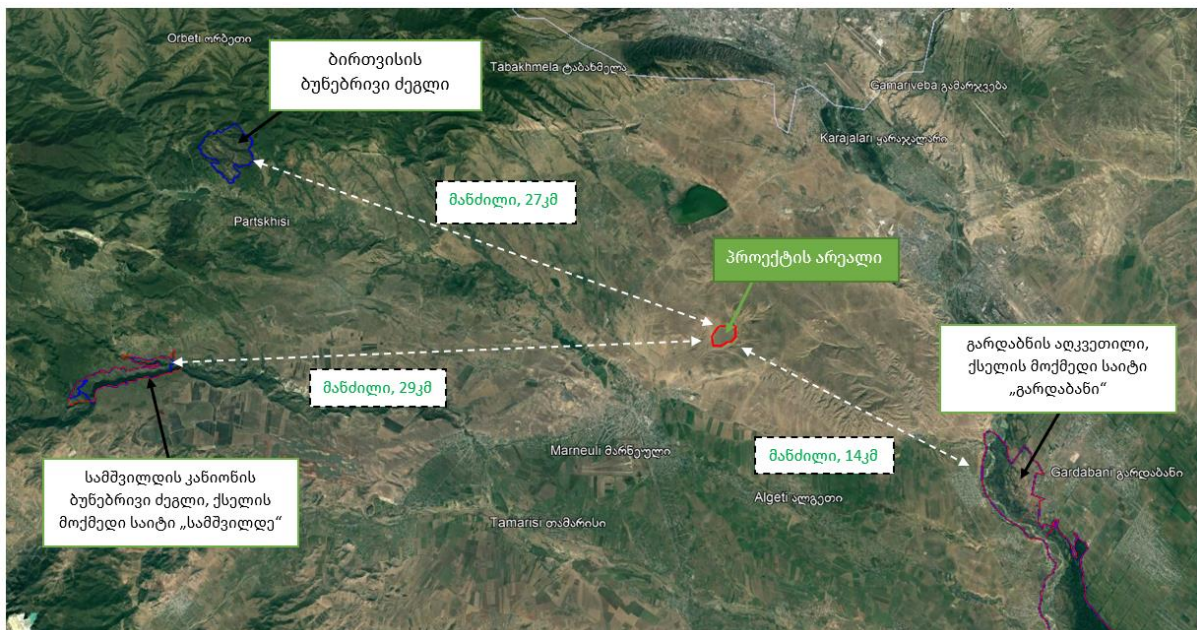 Orbeti ორბეთი
ბირთვისის
ბუნებრივი ძეგლი
Tabakhmela ტაბახმელა
Gamarjveba გამარჯვება
Karajalari ყარაჯალარი
მანძილი, 27კმ
Partskhisi
პროექტის არეალი
გარდაბნის აღკვეთილი,
ქსელის მოქმედი საიტი
„გარდაბანი“
მანძილი, 29კმ
Marneuli მარნეული
მანძილი, 14კმ
Gardabani გარდაბანი
სამშვილდის კანიონის
ბუნებრივი ძეგლი, ქსელის
მოქმედი საიტი „სამშვილდე“
Algeti ალგეთი
Tamarisi თამარისი